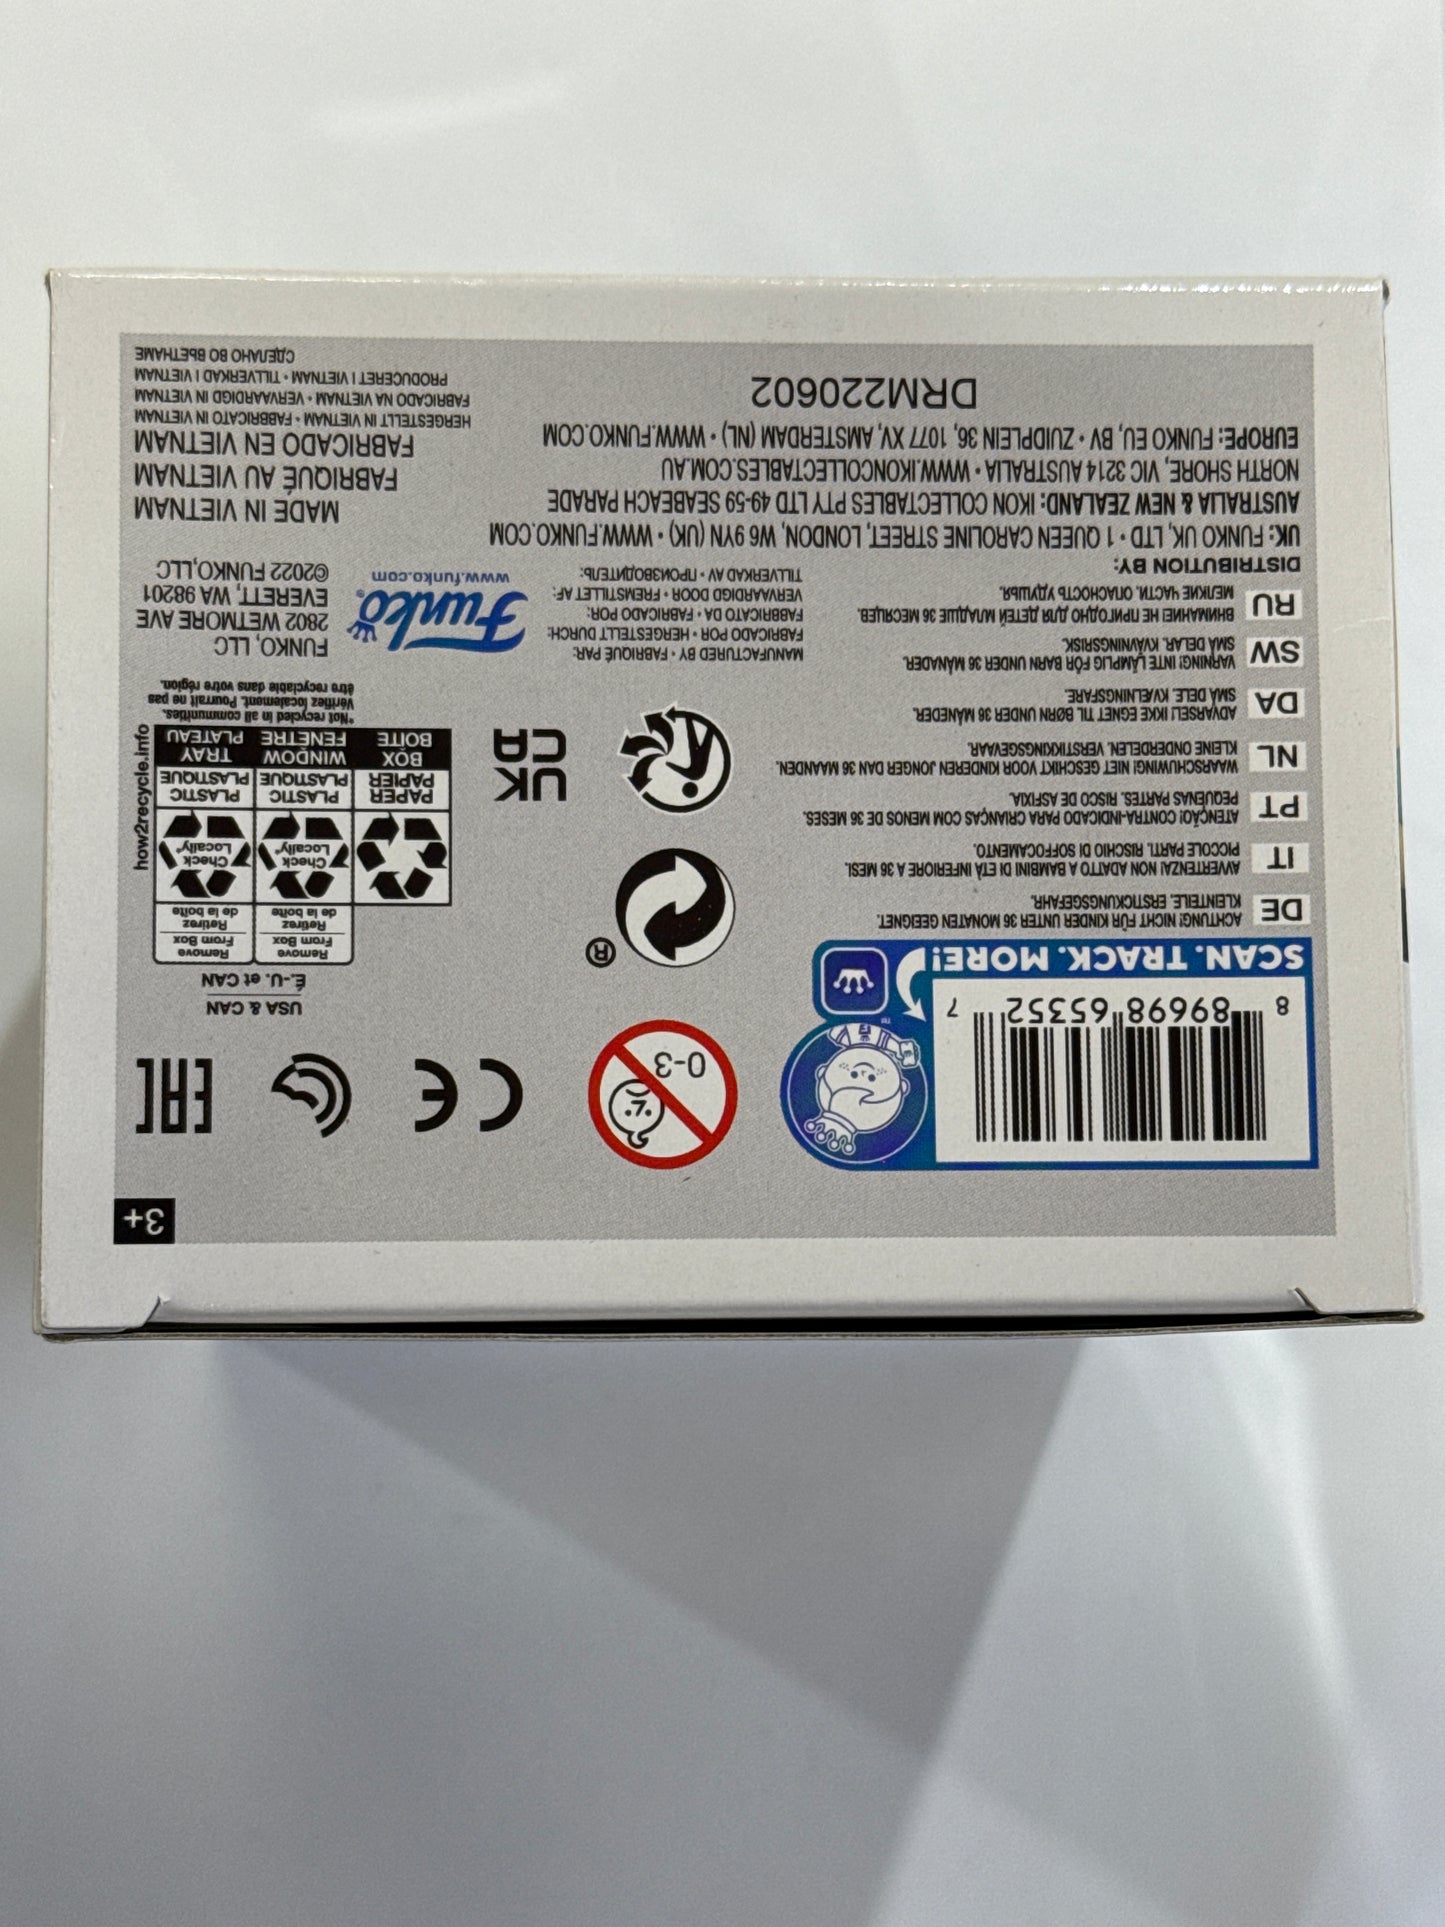 3+
8 89698 65352 7
SCAN. TRACK. MORE!
TM
0-3
CE
EAC
DE
ACHTUNG! NICHT FÜR KINDER UNTER 36 MONATEN GEEIGNET.
KLEINTEILE. ERSTICKUNGSGEFAHR.
IT
AVVERTENZA! NON ADATTO A BAMBINI DI ETÀ INFERIORE A 36 MESI.
PICCOLE PARTI. RISCHIO DI SOFFOCAMENTO.
PT
ATENÇÃO! CONTRA-INDICADO PARA CRIANÇAS COM MENOS DE 36 MESES.
PEQUENAS PARTES. RISCO DE ASFIXIA.
NL
WAARSCHUWING! NIET GESCHIKT VOOR KINDEREN JONGER DAN 36 MAANDEN.
KLEINE ONDERDELEN. VERSTIKKINGSGEVAAR.
DA
ADVARSEL! IKKE EGNET TIL BØRN UNDER 36 MÅNEDER.
SMÅ DELE. KVÆLNINGSFARE.
SW
VARNING! INTE LÄMPLIG FÖR BARN UNDER 36 MÅNADER.
SMÅ DELAR. KVÄVNINGSRISK.
RU
ВНИМАНИЕ! НЕ ПРИГОДНО ДЛЯ ДЕТЕЙ МЛАДШЕ 36 МЕСЯЦЕВ.
МЕЛКИЕ ЧАСТИ. ОПАСНОСТЬ УДУШЬЯ.
®
UK
CA
USA & CAN
É.-U. et CAN
Remove
From Box
Retirez
de la boîte
Remove
From Box
Retirez
de la boîte
Check
Locally*
Check
Locally*
PAPER
PAPIER
BOX
BOÎTE
PLASTIC
PLASTIQUE
WINDOW
FENÊTRE
PLASTIC
PLASTIQUE
TRAY
PLATEAU
how2recycle.info
*Not recycled in all communities.
Vérifiez localement. Pourrait ne pas
être recyclable dans votre région.
MANUFACTURED BY • FABRIQUÉ PAR:
FABRICADO POR • HERGESTELLT DURCH:
FABBRICATO DA • FABRICADO POR:
VERVAARDIGD DOOR • FREMSTILLET AF:
TILLVERKAD AV • ПРОИЗВОДИТЕЛЬ:
Funko®
www.funko.com
FUNKO, LLC
2802 WETMORE AVE
EVERETT, WA 98201
©2022 FUNKO,LLC
DISTRIBUTION BY:
UK: FUNKO UK, LTD • 1 QUEEN CAROLINE STREET, LONDON, W6 9YN (UK) • WWW.FUNKO.COM
AUSTRALIA & NEW ZEALAND: IKON COLLECTABLES PTY LTD 49-59 SEABEACH PARADE
NORTH SHORE, VIC 3214 AUSTRALIA • WWW.IKONCOLLECTABLES.COM.AU
EUROPE: FUNKO EU, BV • ZUIDPLEIN 36, 1077 XV, AMSTERDAM (NL) • WWW.FUNKO.COM
DRM220602
MADE IN VIETNAM
FABRIQUÉ AU VIETNAM
FABRICADO EN VIETNAM
HERGESTELLT IN VIETNAM • FABBRICATO IN VIETNAM
FABRICADO NA VIETNAM • VERVAARDIGD IN VIETNAM
PRODUCERET I VIETNAM • TILLVERKAD I VIETNAM
СДЕЛАНО ВО ВЬЕТНАМЕ